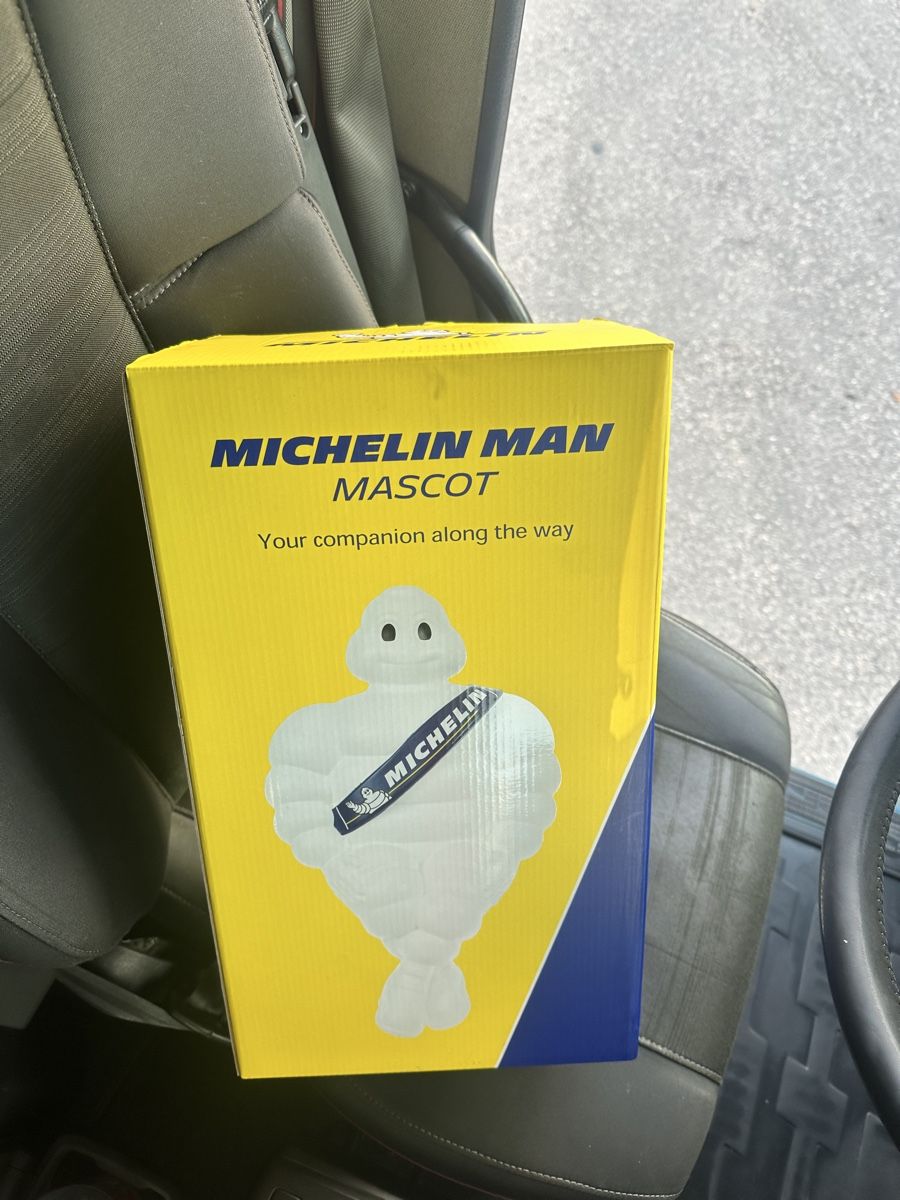 MICHELIN
MICHELIN MAN
MASCOT
Your companion along the way
MICHELIN